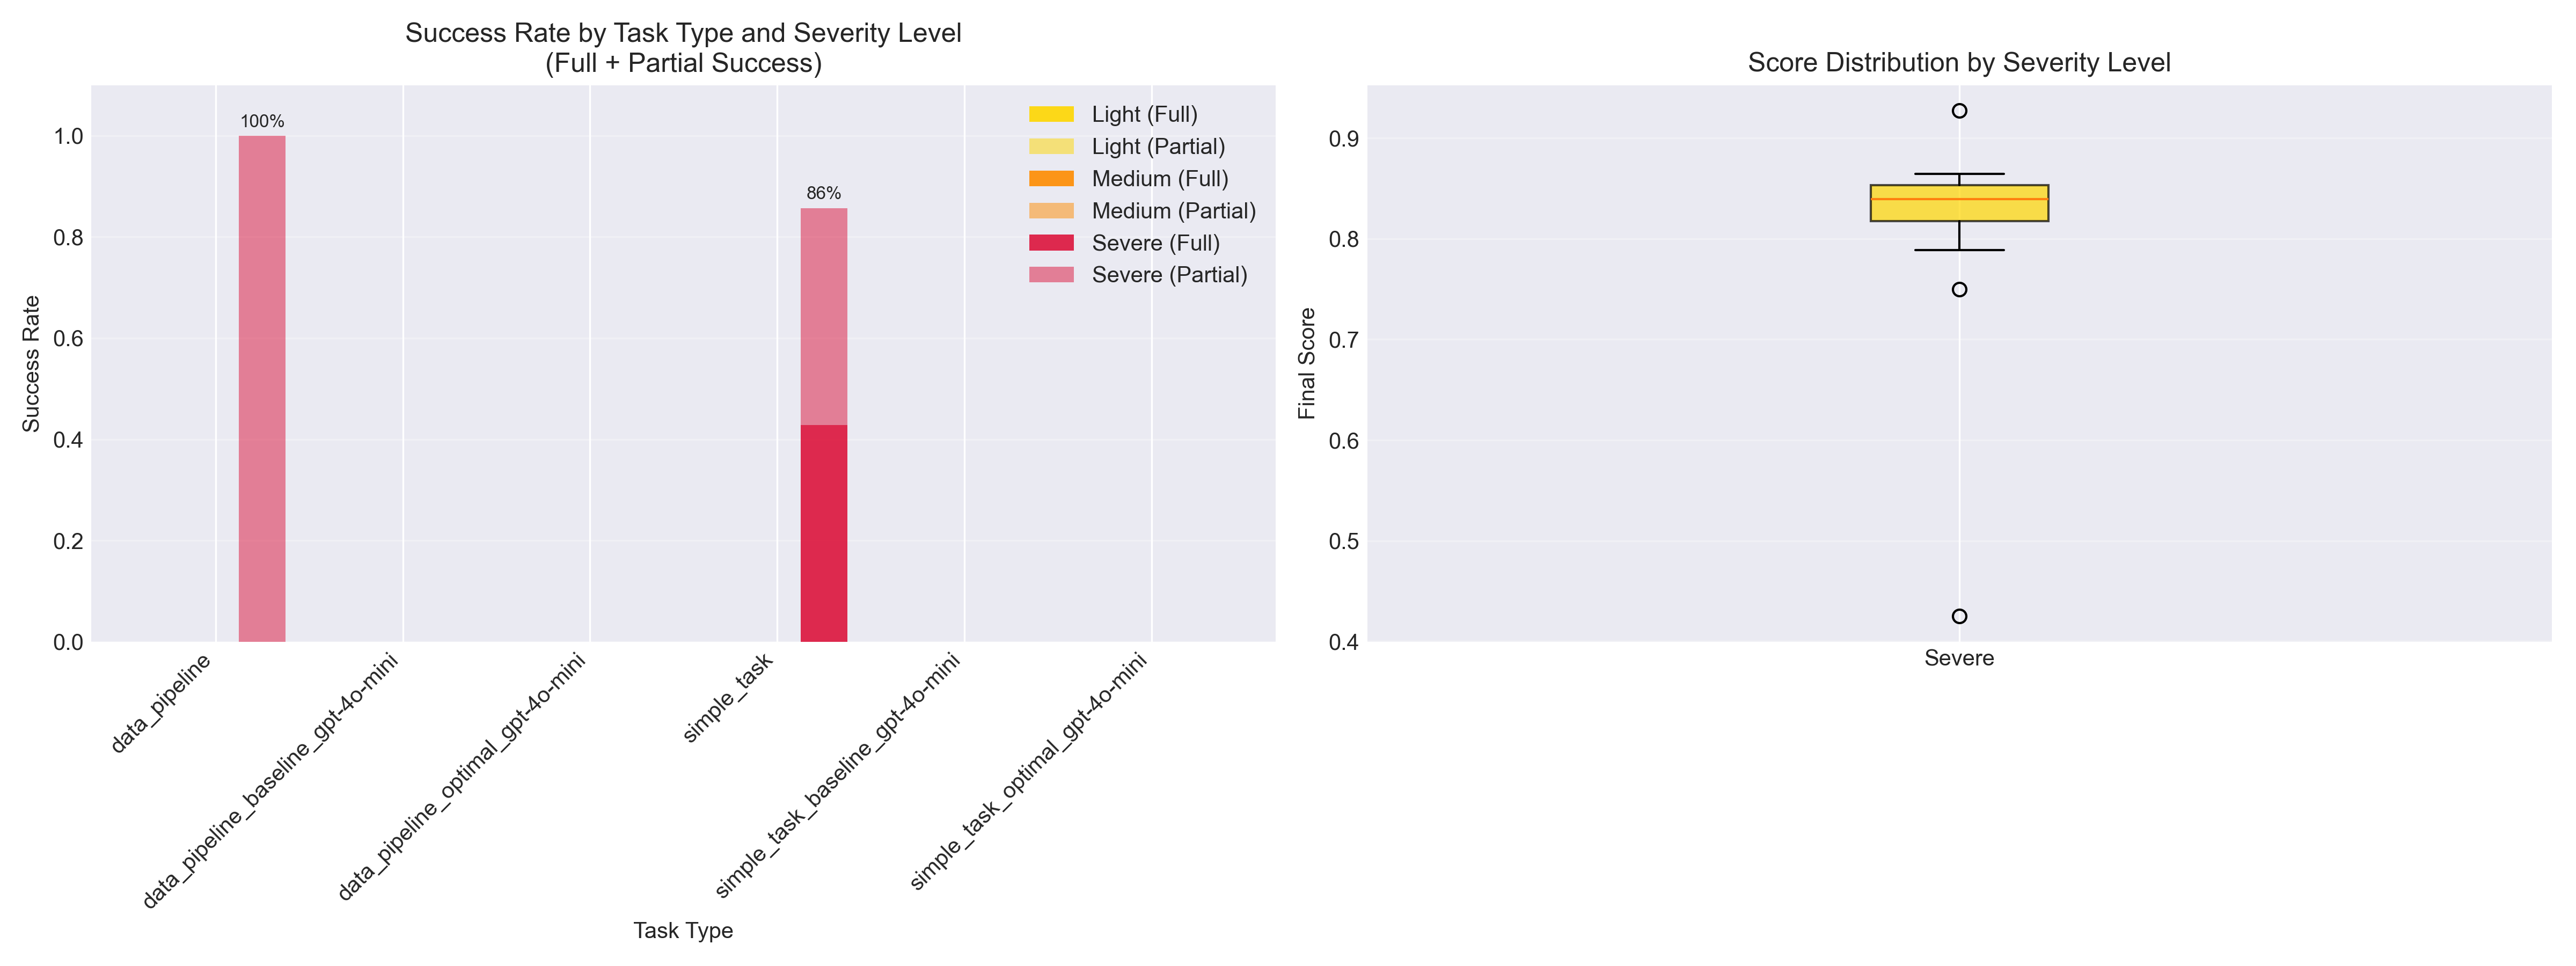 Success Rate by Task Type and Severity Level
(Full + Partial Success)
Success Rate
1.0
0.8
0.6
0.4
0.2
0.0
100%
86%
Light (Full)
Light (Partial)
Medium (Full)
Medium (Partial)
Severe (Full)
Severe (Partial)
data_pipeline
data_pipeline_baseline_gpt-4o-mini
data_pipeline_optimal_gpt-4o-mini
simple_task
simple_task_baseline_gpt-4o-mini
simple_task_optimal_gpt-4o-mini
Task Type
Score Distribution by Severity Level
Final Score
0.9
0.8
0.7
0.6
0.5
0.4
Severe